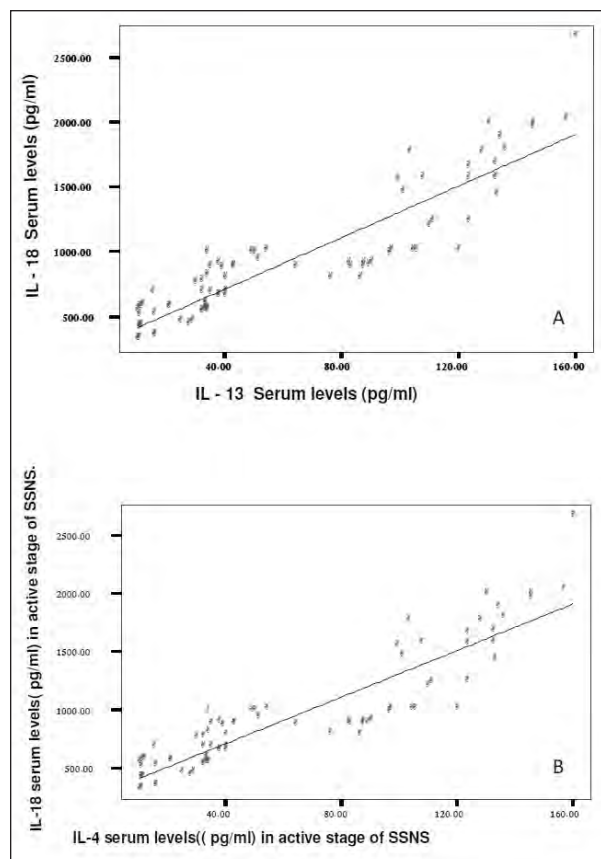 IL - 18 Serum levels (pg/ml)
2500.00
2000.00
1500.00
1000.00
500.00
A
40.00 80.00 120.00 160.00
IL - 13 Serum levels (pg/ml)
IL-18 serum levels( pg/ml) in active stage of SSNS.
2500.00
2000.00
1500.00
1000.00
500.00
B
40.00 80.00 120.00 160.00
IL-4 serum levels(( pg/ml) in active stage of SSNS